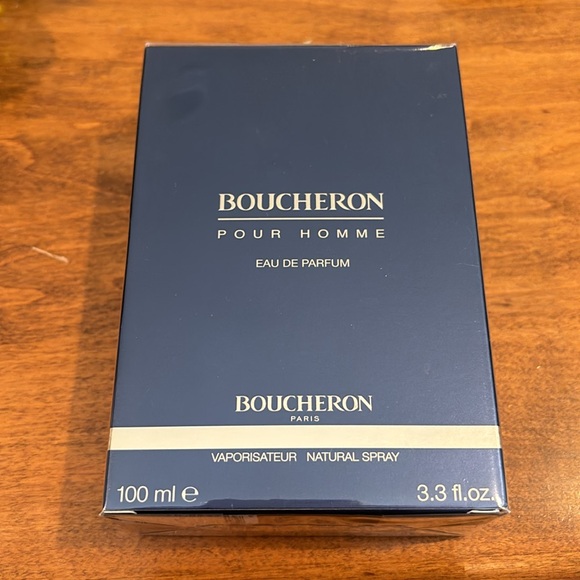 BOUCHERON
POUR HOMME
EAU DE PARFUM
BOUCHERON
PARIS
VAPORISATEUR NATURAL SPRAY
100 ml ℮ 3.3 fl.oz.